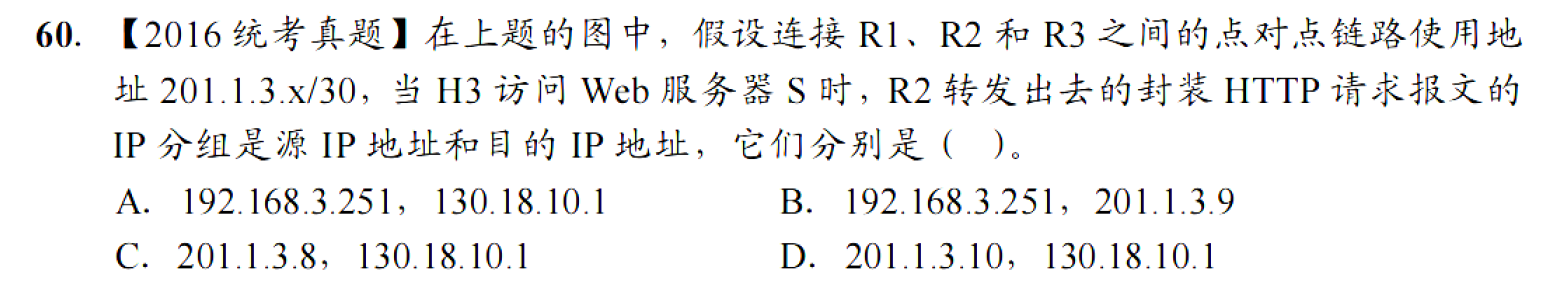 60. 【2016 统考真题】在上题的图中，假设连接 R1、R2 和 R3 之间的点对点链路使用地
址 201.1.3.x/30，当 H3 访问 Web 服务器 S 时，R2 转发出去的封装 HTTP 请求报文的
IP 分组是源 IP 地址和目的 IP 地址，它们分别是（ ）。
A. 192.168.3.251，130.18.10.1 B. 192.168.3.251，201.1.3.9
C. 201.1.3.8，130.18.10.1 D. 201.1.3.10，130.18.10.1